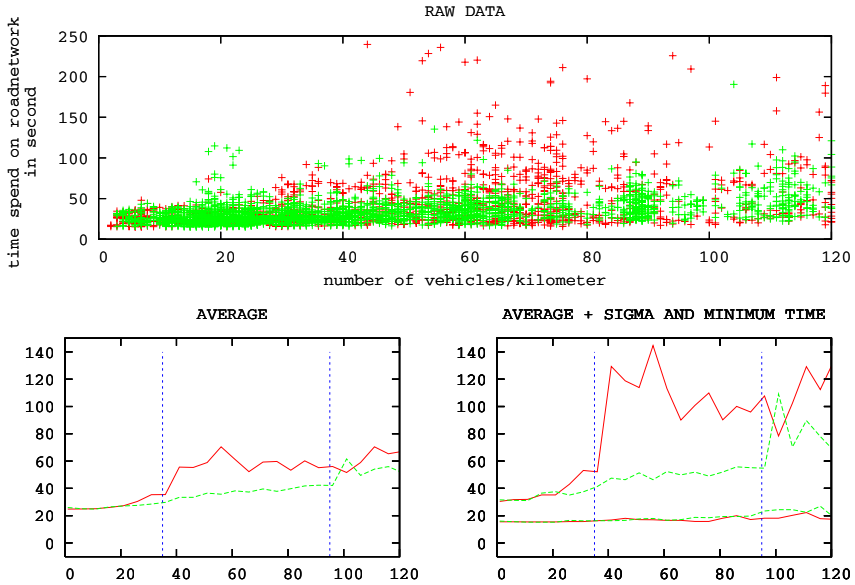 RAW DATA
time spend on roadnetwork
in second
250
200
150
100
50
0
0 20 40 60 80 100 120
number of vehicles/kilometer
AVERAGE
140
120
100
80
60
40
20
0
0 20 40 60 80 100 120
AVERAGE + SIGMA AND MINIMUM TIME
140
120
100
80
60
40
20
0
0 20 40 60 80 100 120